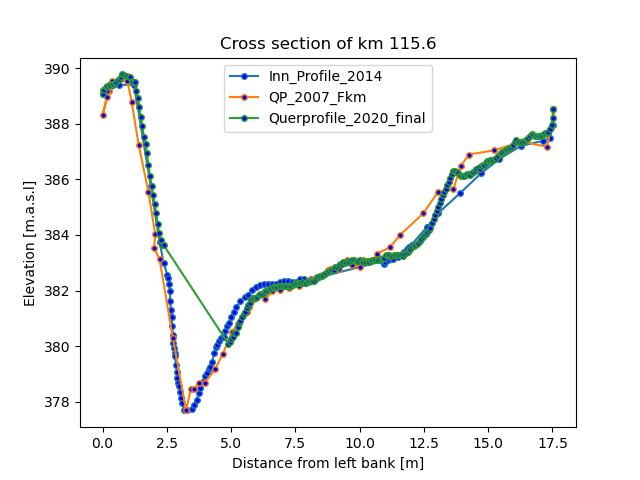 Cross section of km 115.6
Inn_Profile_2014
QP_2007_Fkm
Querprofile_2020_final
Elevation [m.a.s.l]
390
388
386
384
382
380
378
0.0 2.5 5.0 7.5 10.0 12.5 15.0 17.5
Distance from left bank [m]